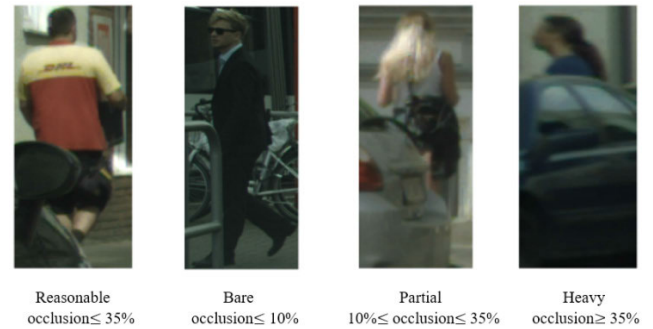 DHL
Reasonable
occlusion≤ 35%
Bare
occlusion≤ 10%
Partial
10%≤ occlusion≤ 35%
Heavy
occlusion≥ 35%